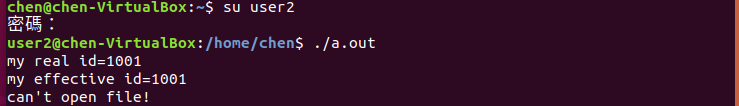 chen@chen-VirtualBox:~$ su user2
密碼：
user2@chen-VirtualBox:/home/chen$ ./a.out
my real id=1001
my effective id=1001
can't open file!